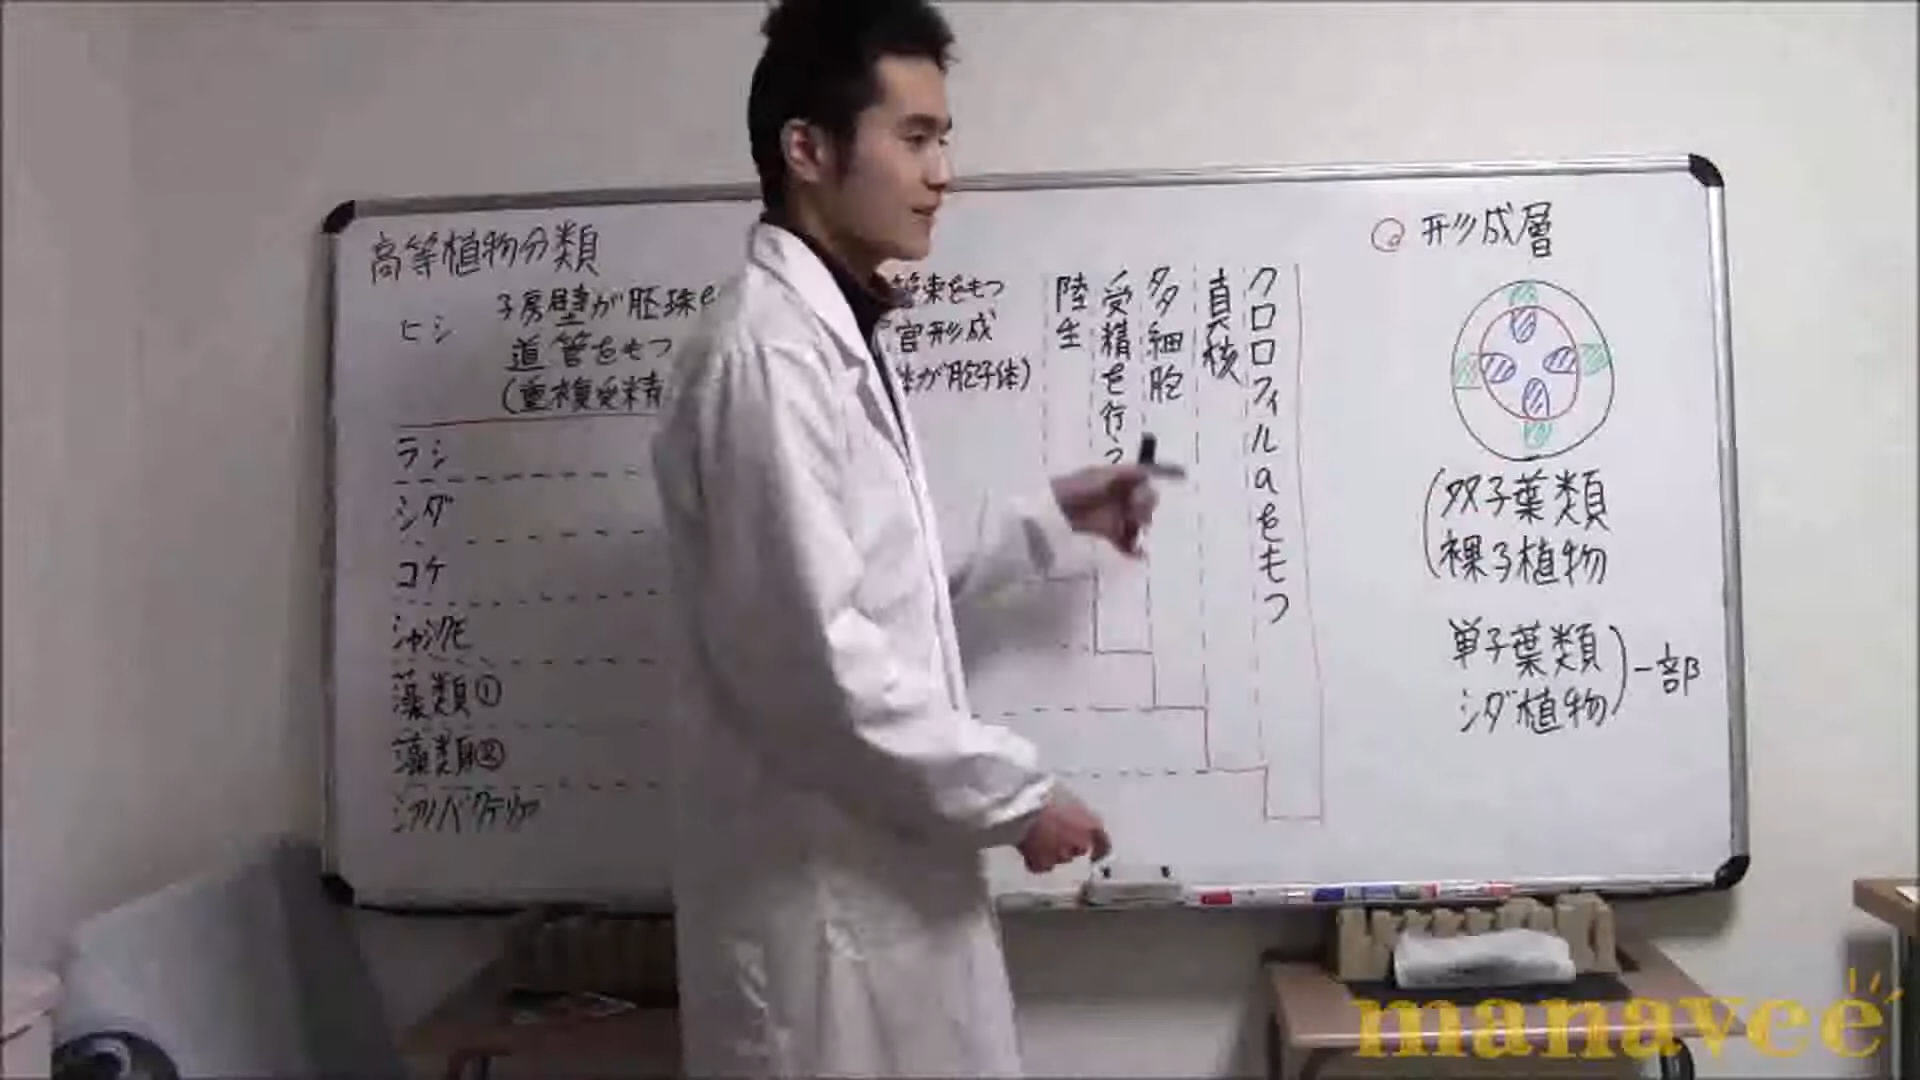 高等植物分類
ヒシ
子房壁が胚珠を
道管をもつ
(重複受精
管束をもつ
官形成
体が胞子体)
陸生
受精を行う
多細胞
真核
クロロフィルaをもつ
ラシ
シダ
コケ
シャジクモ
藻類①
藻類②
シアノバクテリア
形成層
双子葉類
裸子植物
単子葉類
シダ植物
一部
manavee